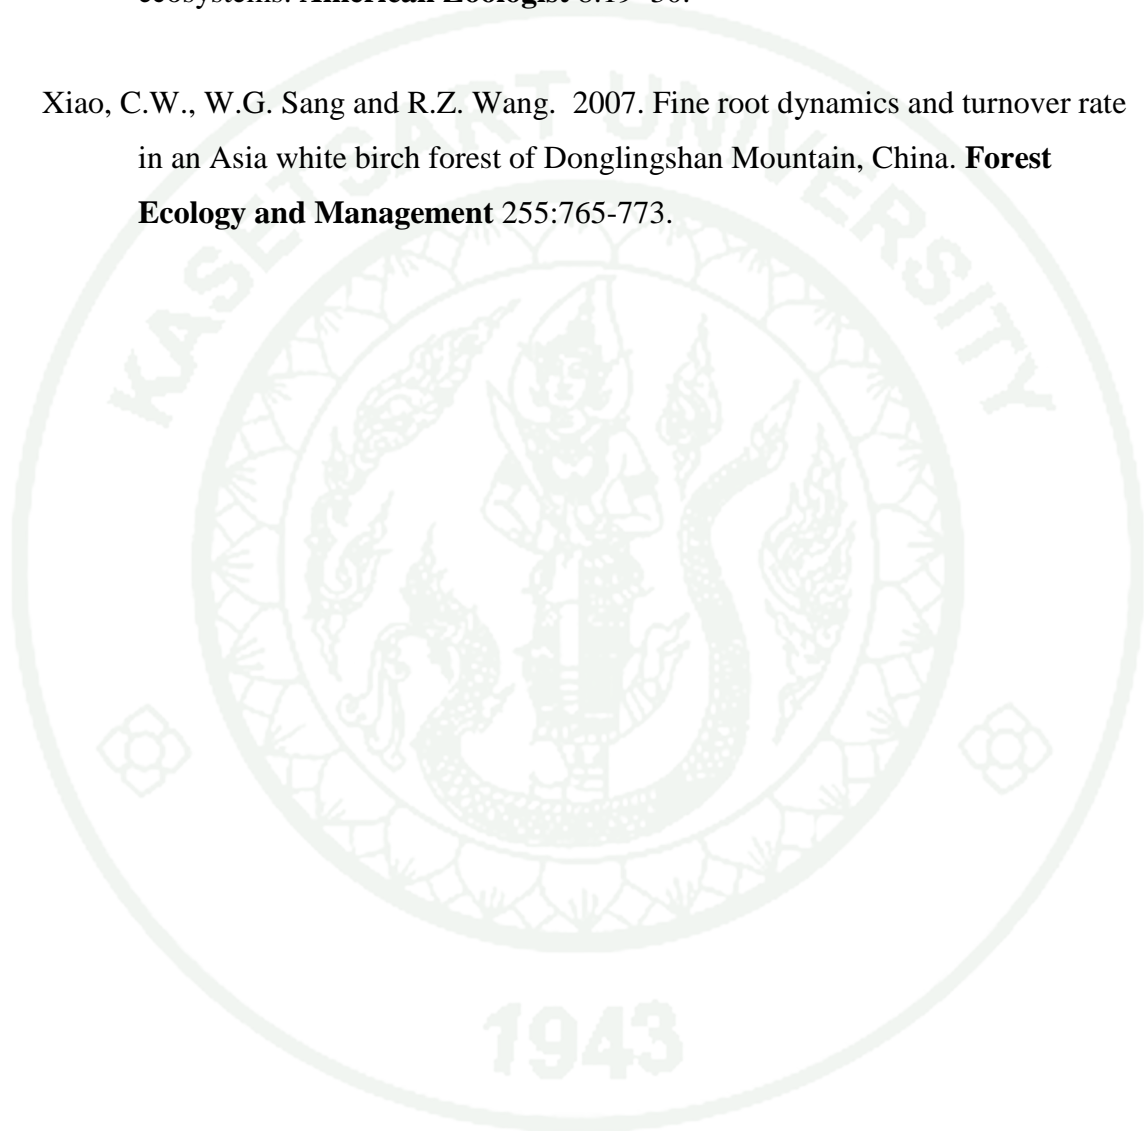 ecosystems. American Zoologist 8:19–30.
Xiao, C.W., W.G. Sang and R.Z. Wang. 2007. Fine root dynamics and turnover rate
in an Asia white birch forest of Donglingshan Mountain, China. Forest
Ecology and Management 255:765-773.
KASETSART UNIVERSITY
1943